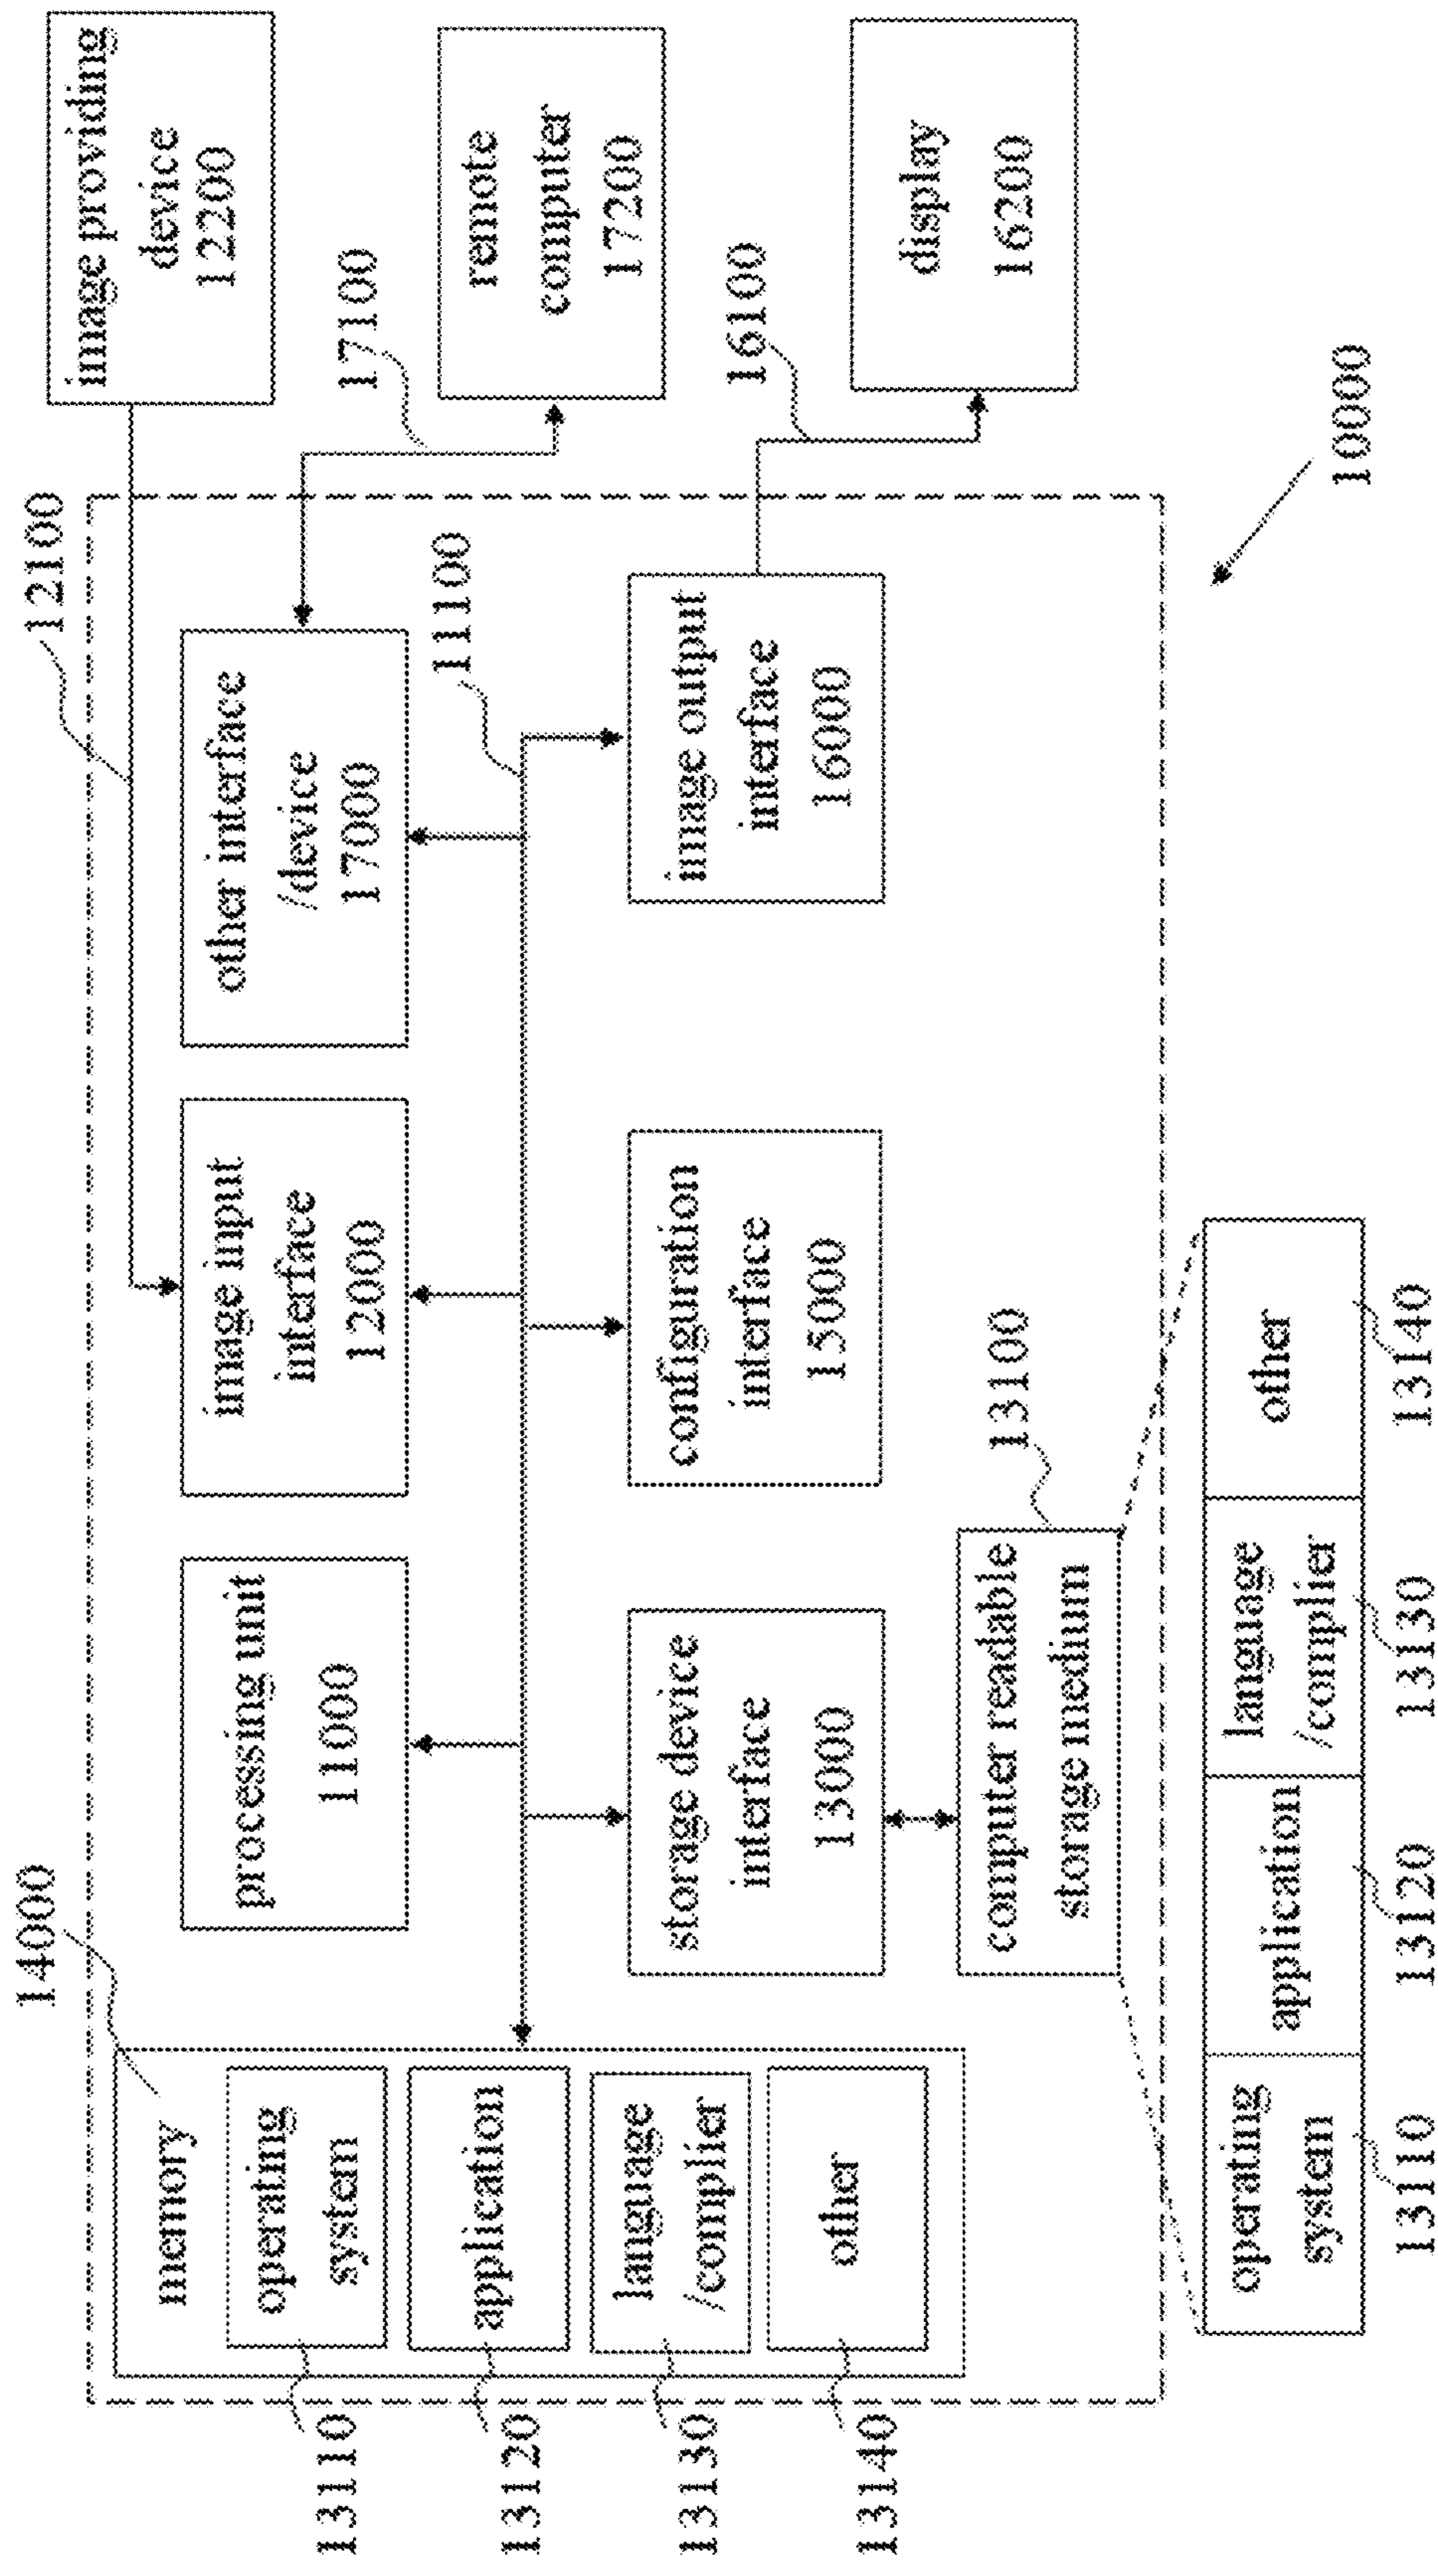 14000
memory
operating
system
application
language
/complier
other
13110
13120
13130
13140
processing unit
11000
image input
interface
12000
other interface
/device
17000
12100
11100
storage device
interface
13000
configuration
interface
15000
image output
interface
16000
computer readable
storage medium
13100
image providing
device
12200
17100
remote
computer
17200
16100
display
16200
10000
operating
system
application
language
/complier
other
13110
13120
13130
13140